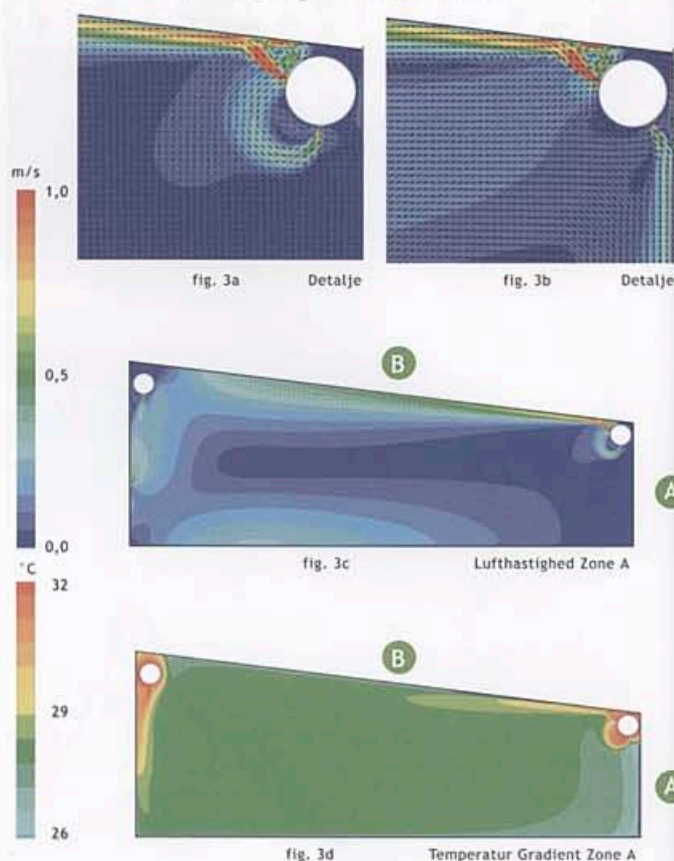 m/s
1,0
0,5
0,0
fig. 3a Detalje
fig. 3b Detalje
B
A
fig. 3c Lufthastighed Zone A
°C
32
29
26
B
A
fig. 3d Temperatur Gradient Zone A